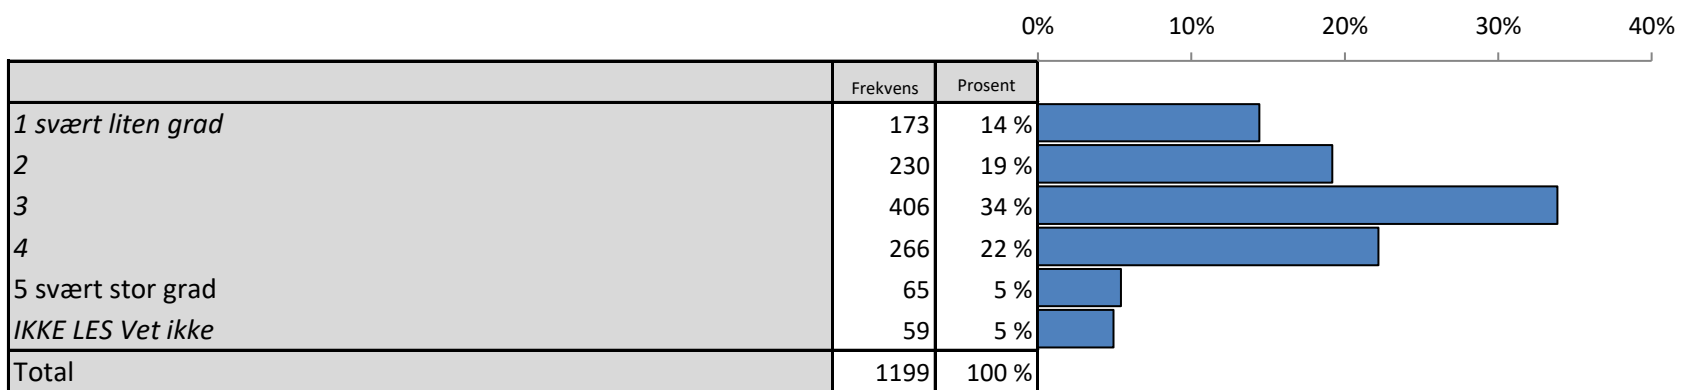 0% 10% 20% 30% 40%
Frekvens Prosent
1 svært liten grad 173 14 %
2 230 19 %
3 406 34 %
4 266 22 %
5 svært stor grad 65 5 %
IKKE LES Vet ikke 59 5 %
Total 1199 100 %